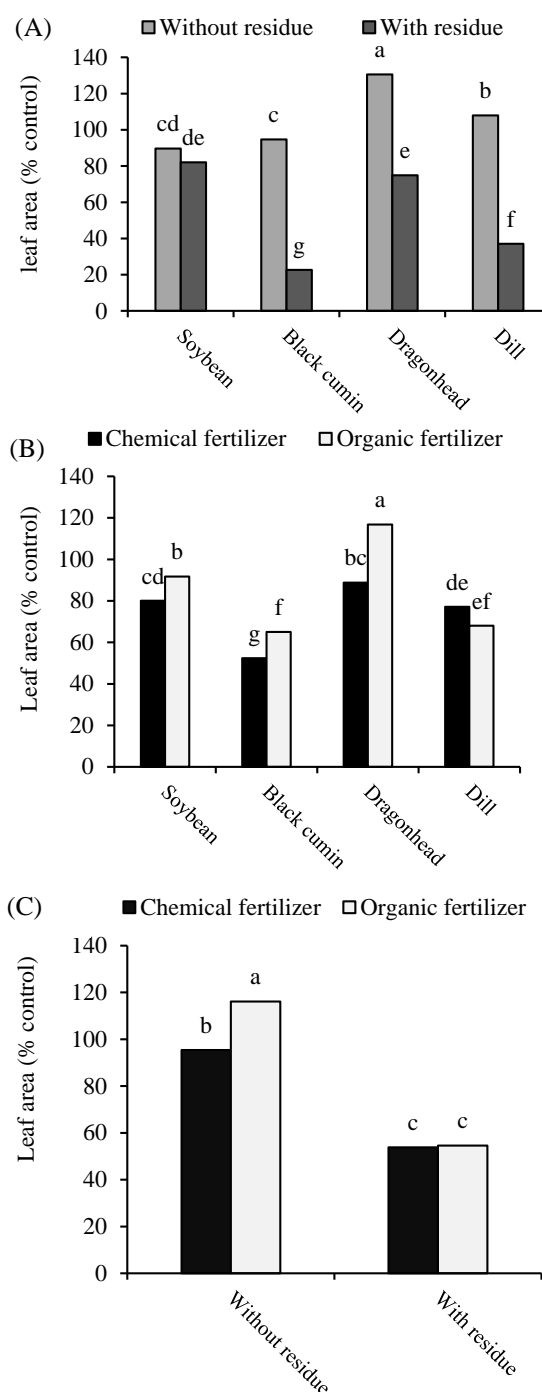 (A)
Without residue With residue
leaf area (% control)
140
120
100
80
60
40
20
0
cd de c g a e b f
Soybean Black cumin Dragonhead Dill
(B)
Chemical fertilizer Organic fertilizer
Leaf area (% control)
140
120
100
80
60
40
20
0
cd b g f bc a de ef
Soybean Black cumin Dragonhead Dill
(C)
Chemical fertilizer Organic fertilizer
Leaf area (% control)
140
120
100
80
60
40
20
0
b a c c
Without residue With residue